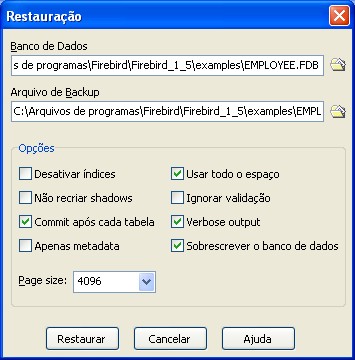 Restauração
Banco de Dados
s de programas\Firebird\Firebird_1_5\examples\EMPLOYEE.FDB
Arquivo de Backup
C:\Arquivos de programas\Firebird\Firebird_1_5\examples\EMPL
Opções
Desativar índices
Usar todo o espaço
Não recriar shadows
Ignorar validação
Commit após cada tabela
Verbose output
Apenas metadata
Sobrescrever o banco de dados
Page size: 4096
Restaurar Cancelar Ajuda